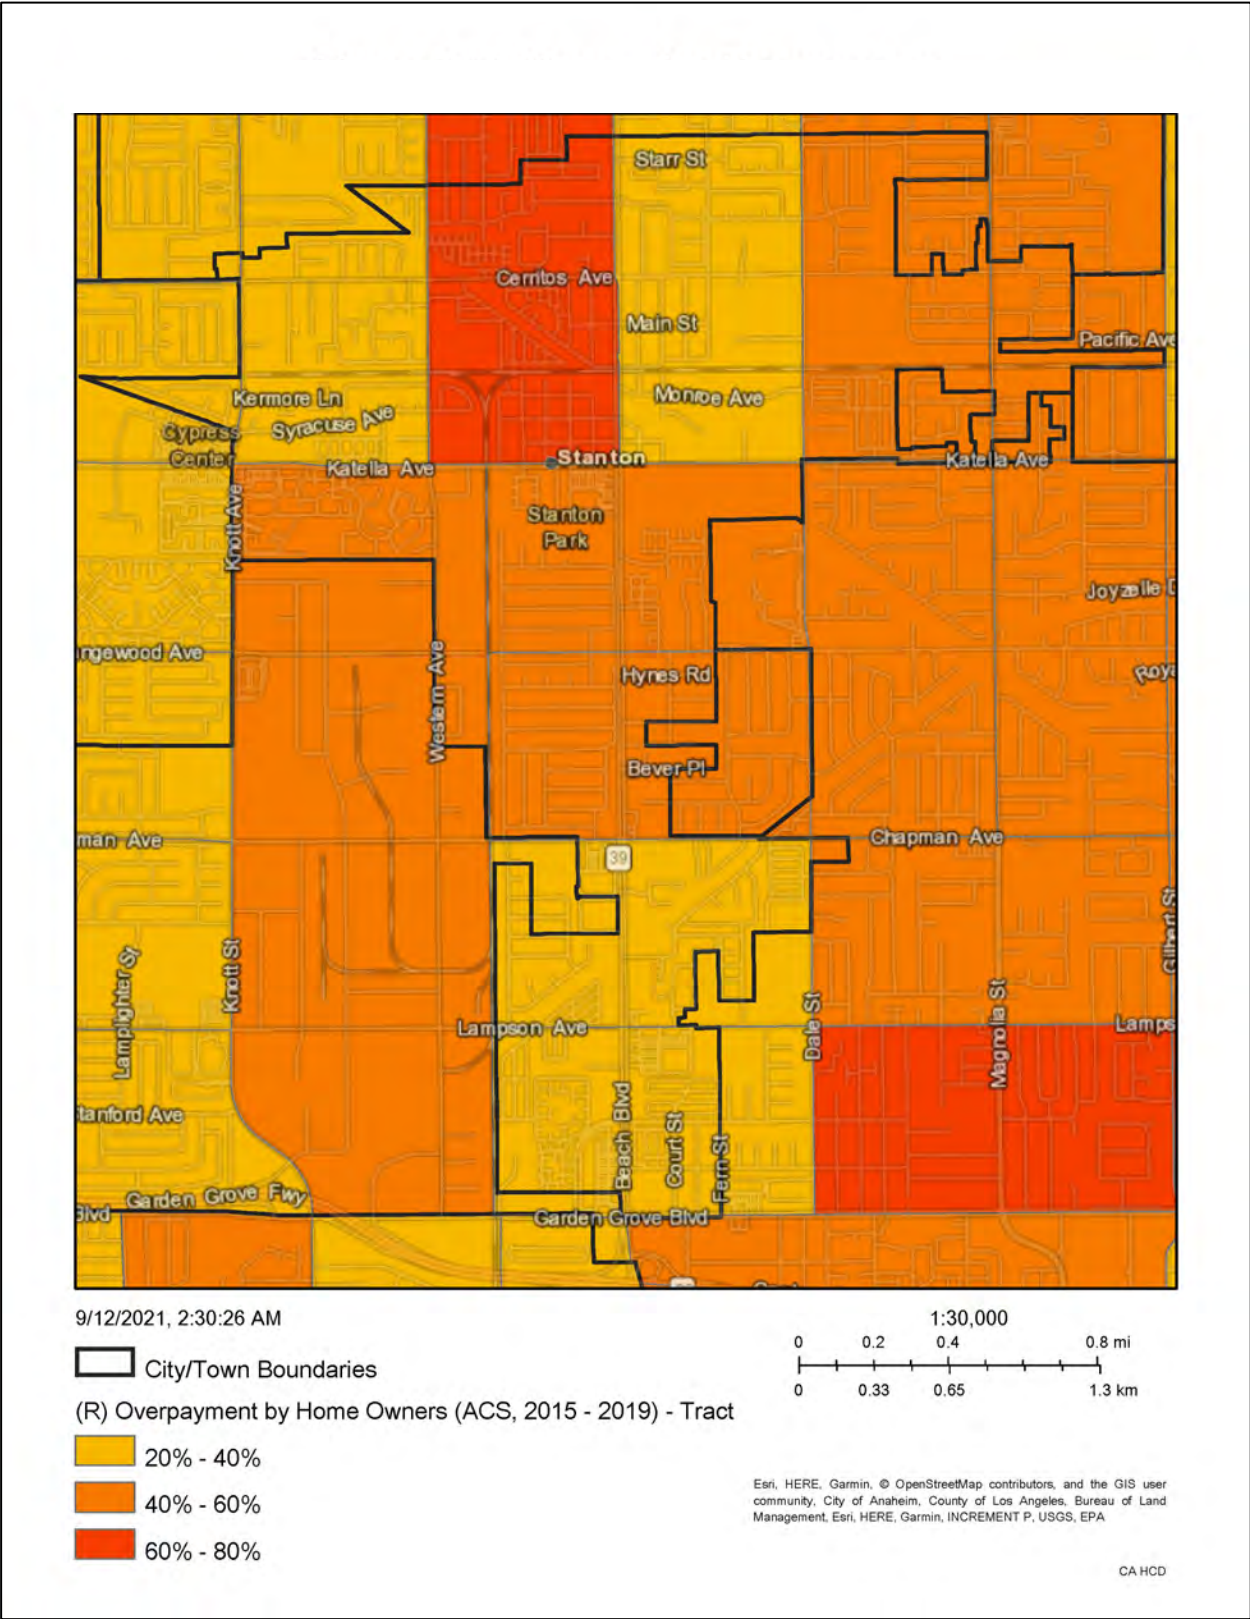 Starr St
Cerritos Ave
Main St
Pacific Ave
Kermore Ln
Monroe Ave
Syracuse Ave
Cypress
Center
Katella Ave
Stanton
Katella Ave
Knott Ave
Stanton
Park
Joyzelle D
ngewood Ave
Western Ave
Hynes Rd
Roya
Bever Pl
man Ave
39
Chapman Ave
Gilbert St
Lamplighter St
Knott St
Magnolia St
Lampson Ave
Dale St
Lamps
tanford Ave
Beach Blvd
Court St
Fern St
Garden Grove Fwy
Blvd
Garden Grove Blvd
9/12/2021, 2:30:26 AM
1:30,000
0 0.2 0.4 0.8 mi
0 0.33 0.65 1.3 km
City/Town Boundaries
(R) Overpayment by Home Owners (ACS, 2015 - 2019) - Tract
20% - 40%
40% - 60%
60% - 80%
Esri, HERE, Garmin, © OpenStreetMap contributors, and the GIS user
community, City of Anaheim, County of Los Angeles, Bureau of Land
Management, Esri, HERE, Garmin, INCREMENT P, USGS, EPA
CA HCD